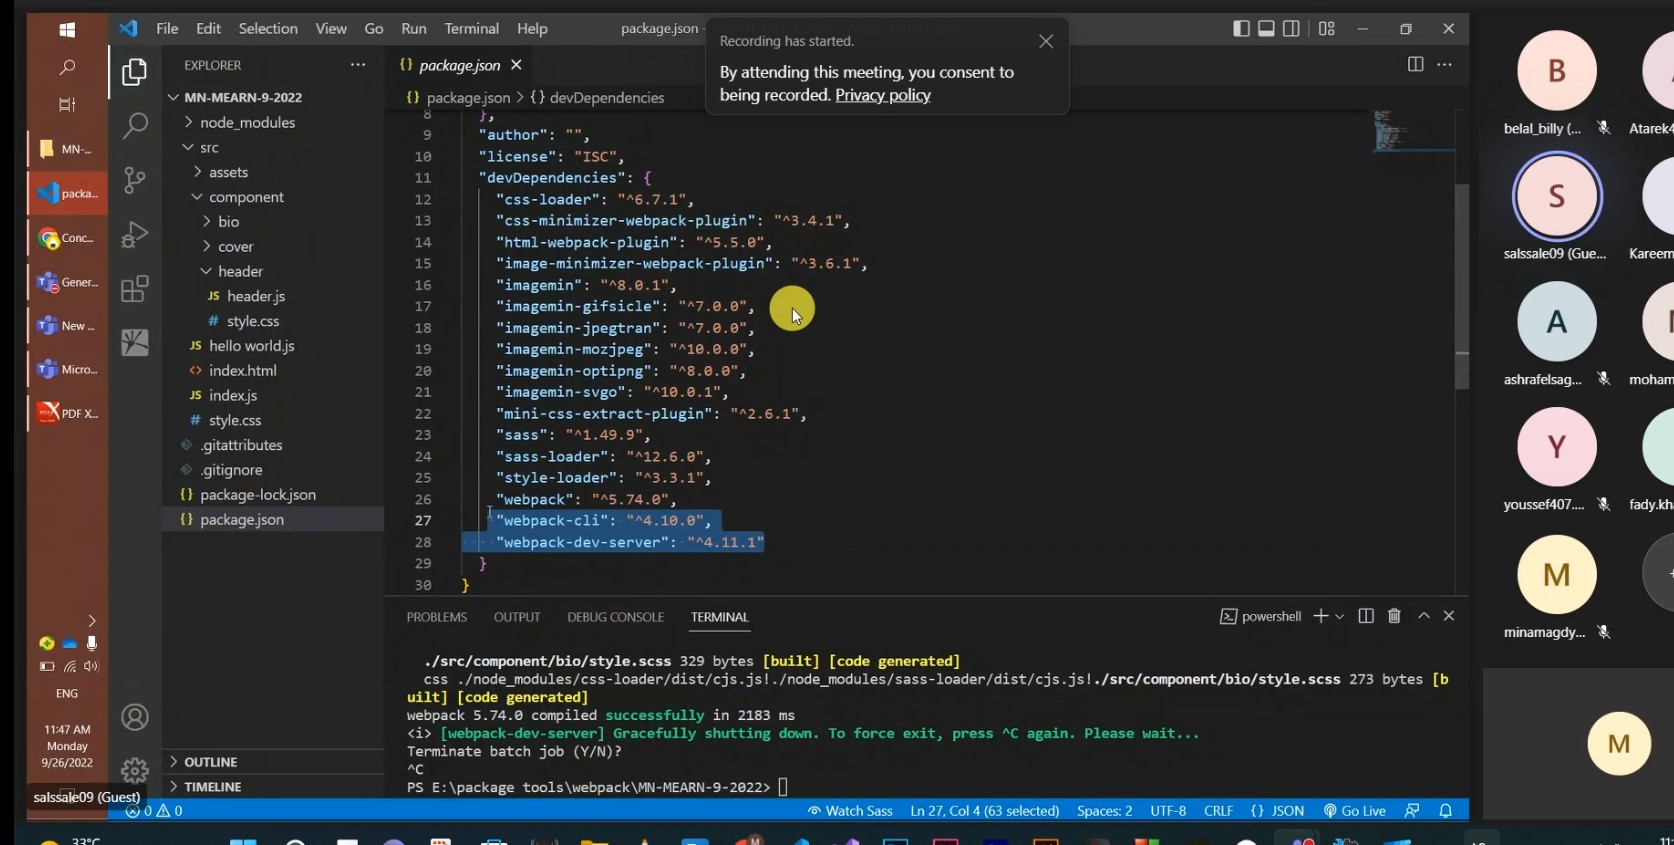 File Edit Selection View Go Run Terminal Help
package.json -
Recording has started.
By attending this meeting, you consent to
being recorded. Privacy policy
EXPLORER
MN-MEARN-9-2022
node_modules
src
assets
component
bio
cover
header
JS header.js
# style.css
JS hello world.js
<> index.html
JS index.js
# style.css
.gitattributes
.gitignore
{} package-lock.json
{} package.json
OUTLINE
TIMELINE
{} package.json
{} package.json > {} devDependencies
8 },
9 "author": "",
10 "license": "ISC",
11 "devDependencies": {
12 "css-loader": "^6.7.1",
13 "css-minimizer-webpack-plugin": "^3.4.1",
14 "html-webpack-plugin": "^5.5.0",
15 "image-minimizer-webpack-plugin": "^3.6.1",
16 "imagemin": "^8.0.1",
17 "imagemin-gifsicle": "^7.0.0",
18 "imagemin-jpegtran": "^7.0.0",
19 "imagemin-mozjpeg": "^10.0.0",
20 "imagemin-optipng": "^8.0.0",
21 "imagemin-svgo": "^10.0.1",
22 "mini-css-extract-plugin": "^2.6.1",
23 "sass": "^1.49.9",
24 "sass-loader": "^12.6.0",
25 "style-loader": "^3.3.1",
26 "webpack": "^5.74.0",
27 "webpack-cli": "^4.10.0",
28 "webpack-dev-server": "^4.11.1"
29 }
30 }
PROBLEMS OUTPUT DEBUG CONSOLE TERMINAL
powershell
./src/component/bio/style.scss 329 bytes [built] [code generated]
css ./node_modules/css-loader/dist/cjs.js!./node_modules/sass-loader/dist/cjs.js!./src/component/bio/style.scss 273 bytes [b
uilt] [code generated]
webpack 5.74.0 compiled successfully in 2183 ms
<i> [webpack-dev-server] Gracefully shutting down. To force exit, press ^C again. Please wait...
Terminate batch job (Y/N)?
^C
PS E:\package tools\webpack\MN-MEARN-9-2022>
0 0
Watch Sass Ln 27, Col 4 (63 selected) Spaces: 2 UTF-8 CRLF {} JSON Go Live
MN-...
packa...
Conc...
Gener...
New ...
Micro...
PDF X...
ENG
11:47 AM
Monday
9/26/2022
salssale09 (Guest)
33°C
B
belal_billy (...
Atarek4
S
salssale09 (Gue...
Kareem
A
ashrafelsag...
moham
Y
youssef407....
fady.kh
M
minamagdy...
M